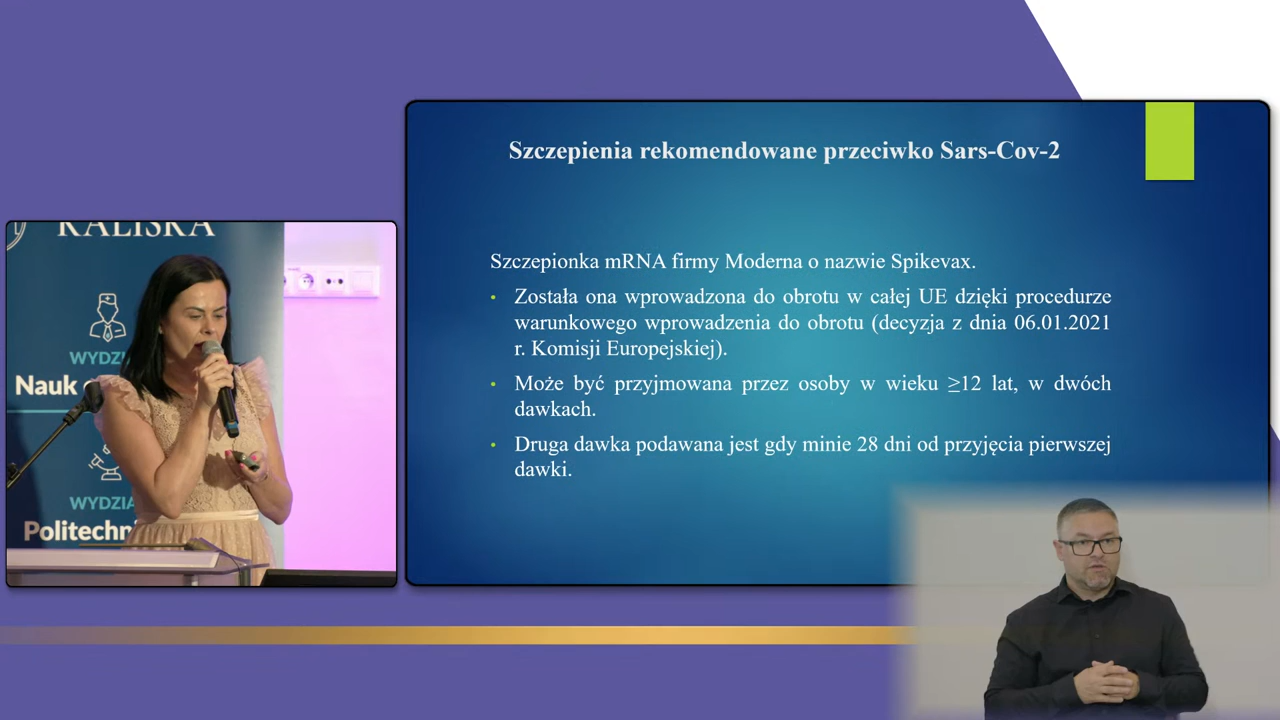 KALISKA
WYDZIA
Nauk
WYDZIA
Politechn
Szczepienia rekomendowane przeciwko Sars-Cov-2
Szczepionka mRNA firmy Moderna o nazwie Spikevax.
• Została ona wprowadzona do obrotu w całej UE dzięki procedurze
warunkowego wprowadzenia do obrotu (decyzja z dnia 06.01.2021
r. Komisji Europejskiej).
• Może być przyjmowana przez osoby w wieku ≥12 lat, w dwóch
dawkach.
• Druga dawka podawana jest gdy minie 28 dni od przyjęcia pierwszej
dawki.